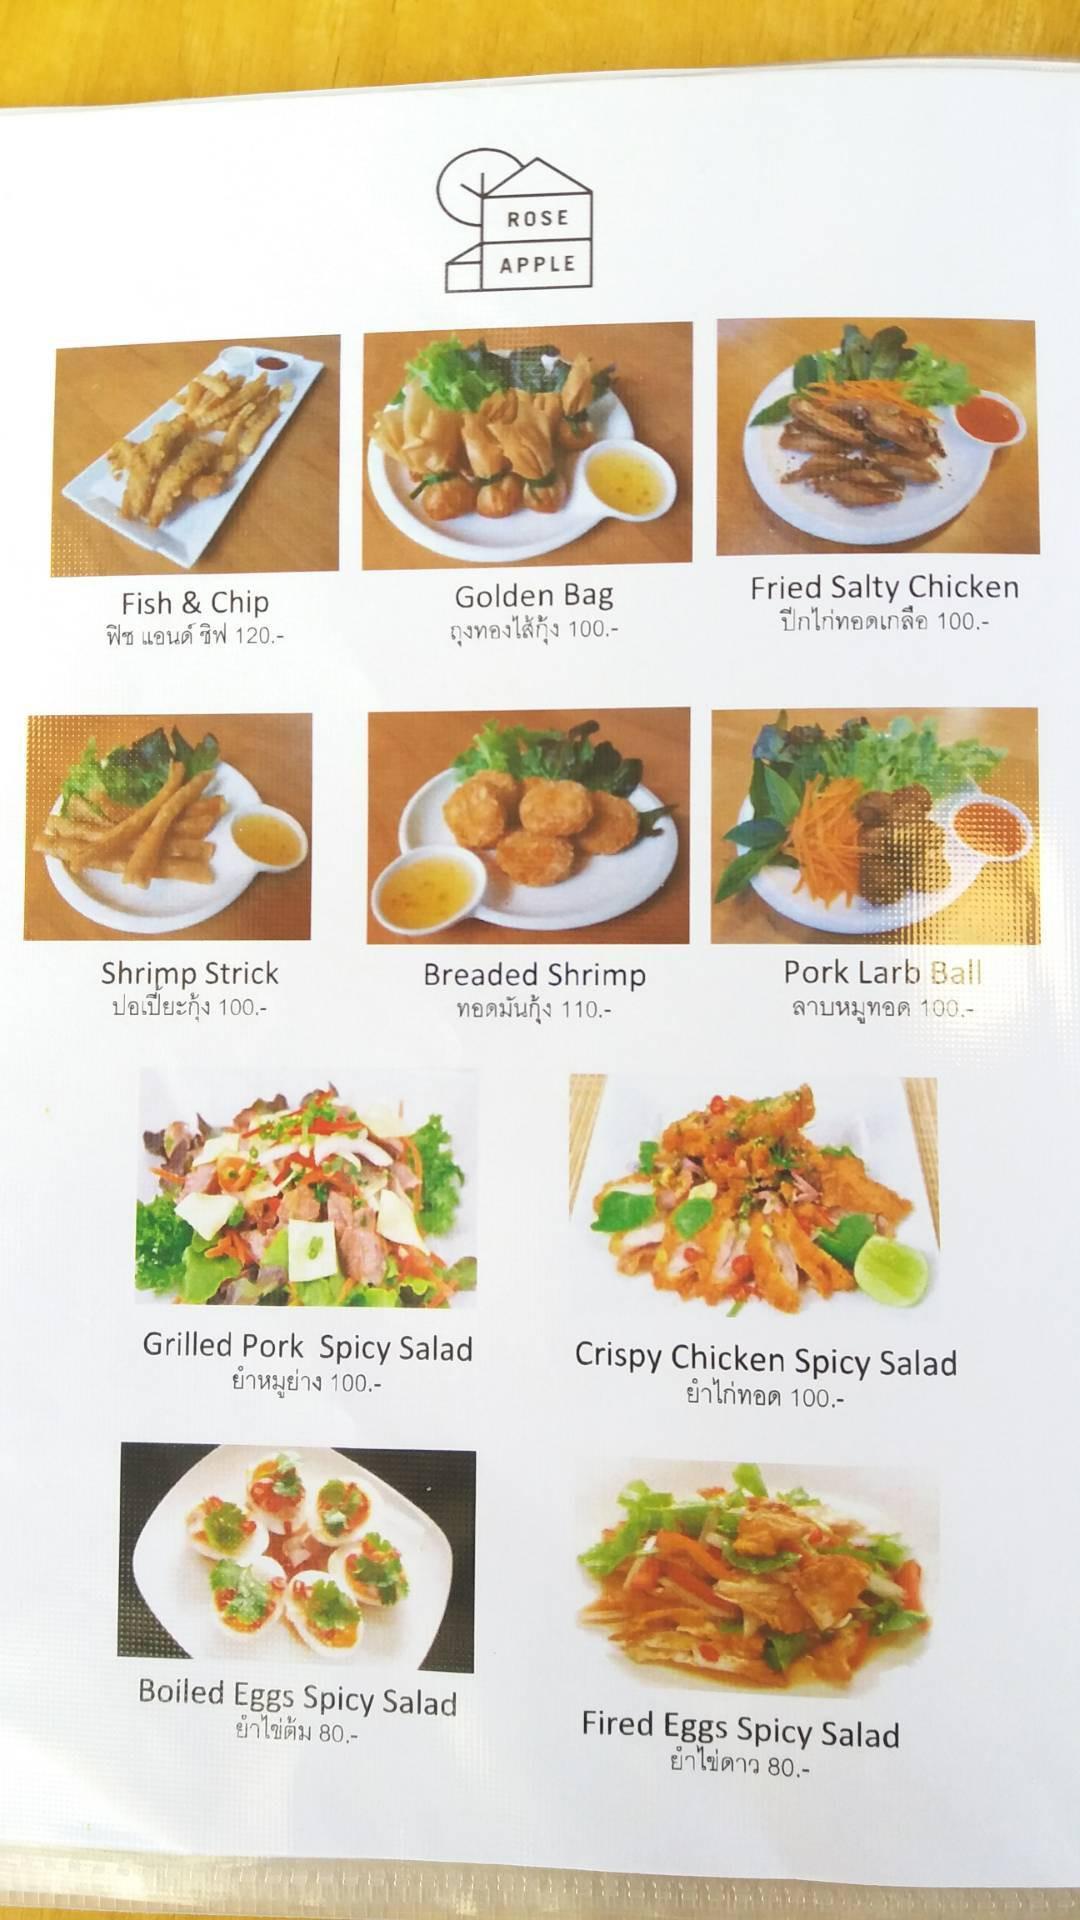 ROSE
APPLE
Fish & Chip
ฟิช แอนด์ ชิฟ 120.-
Golden Bag
ถุงทองไส้กุ้ง 100.-
Fried Salty Chicken
ปีกไก่ทอดเกลือ 100.-
Shrimp Strick
ปอเปี๊ยะกุ้ง 100.-
Breaded Shrimp
ทอดมันกุ้ง 110.-
Pork Larb Ball
ลาบหมูทอด 100.-
Grilled Pork Spicy Salad
ยำหมูย่าง 100.-
Crispy Chicken Spicy Salad
ยำไก่ทอด 100.-
Boiled Eggs Spicy Salad
ยำไข่ต้ม 80.-
Fired Eggs Spicy Salad
ยำไข่ดาว 80.-